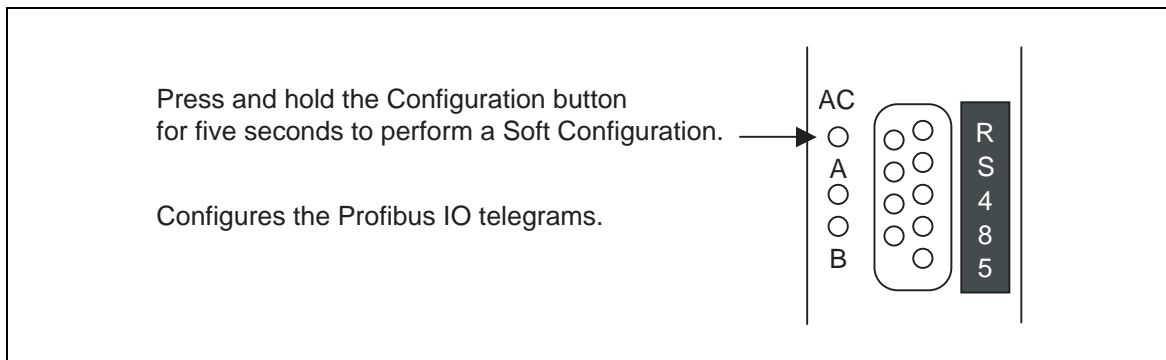 Press and hold the Configuration button
for five seconds to perform a Soft Configuration.
Configures the Profibus IO telegrams.
AC
A
B
R
S
4
8
5